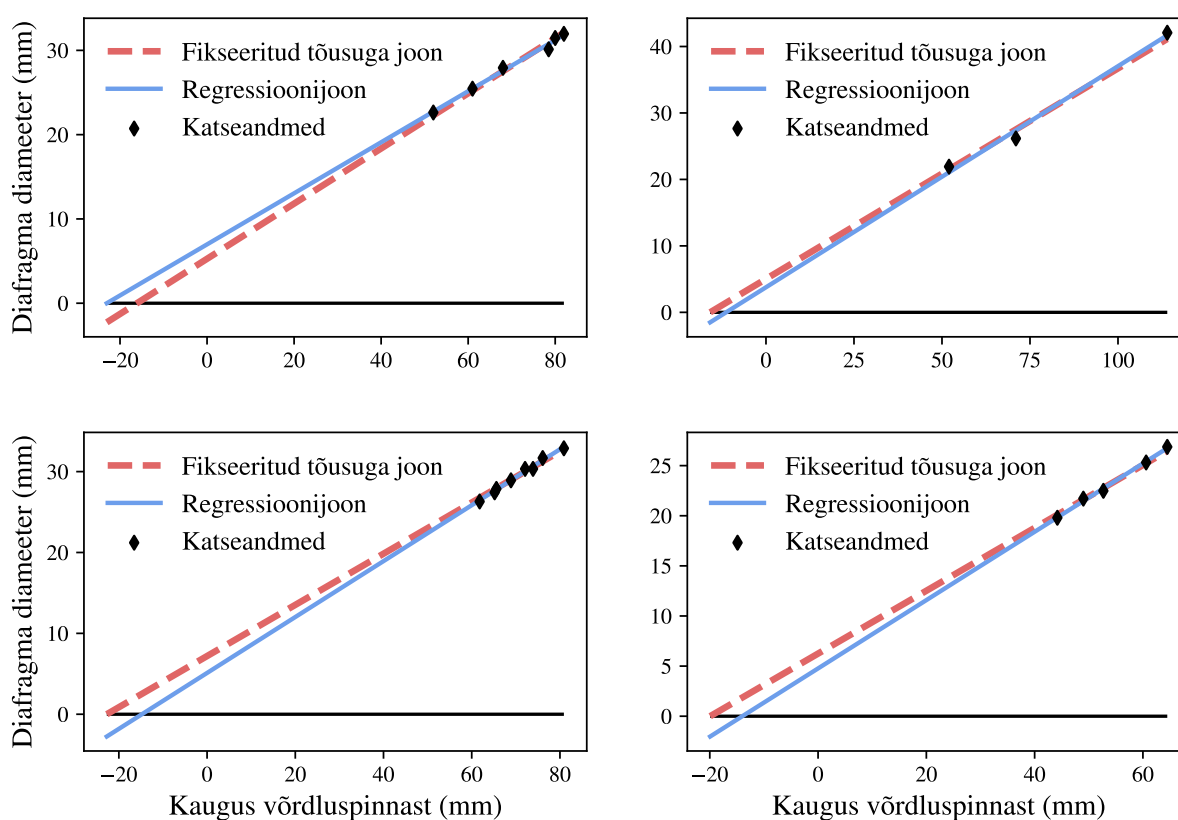 Diafragma diameeter (mm)
30
20
10
0
Fikseeritud tõusuga joon
Regressioonijoon
Katseandmed
−20
0
20
40
60
80
40
30
20
10
0
Fikseeritud tõusuga joon
Regressioonijoon
Katseandmed
0
25
50
75
100
Diafragma diameeter (mm)
30
20
10
0
Fikseeritud tõusuga joon
Regressioonijoon
Katseandmed
−20
0
20
40
60
80
Kaugus võrdluspinnast (mm)
25
20
15
10
5
0
Fikseeritud tõusuga joon
Regressioonijoon
Katseandmed
−20
0
20
40
60
Kaugus võrdluspinnast (mm)